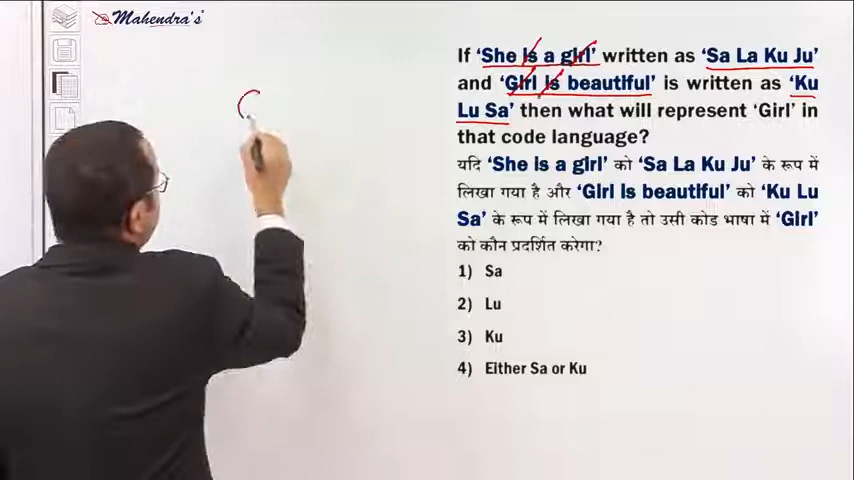 Mahendra's
If 'She is a girl' written as 'Sa La Ku Ju'
and 'Girl is beautiful' is written as 'Ku
Lu Sa' then what will represent 'Girl' in
that code language?
यदि 'She is a girl' को 'Sa La Ku Ju' के रूप में
लिखा गया है और 'Girl is beautiful' को 'Ku Lu
Sa' के रूप में लिखा गया है तो उसी कोड भाषा में 'Girl'
को कौन प्रदर्शित करेगा?
1) Sa
2) Lu
3) Ku
4) Either Sa or Ku